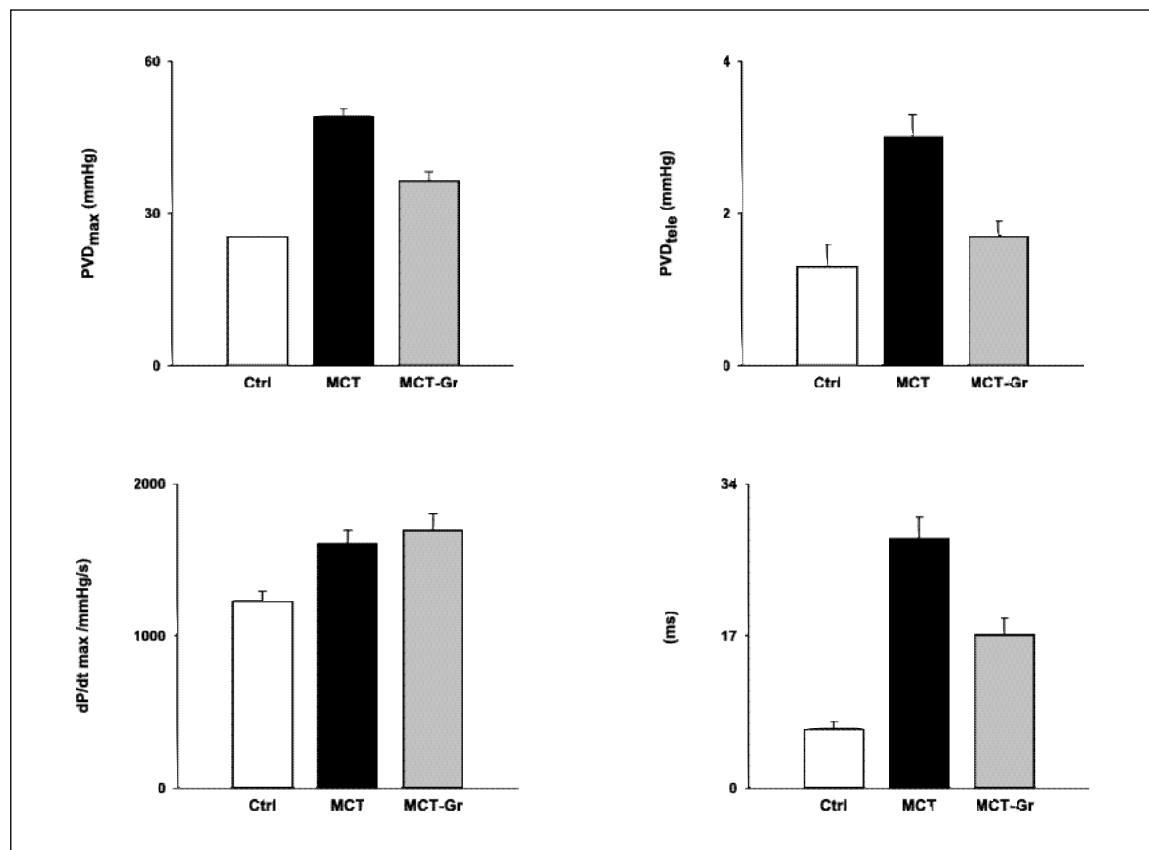 60
30
0
PVDmax (mmHg)
Ctrl MCT MCT-Gr
4
2
0
PVDtele (mmHg)
Ctrl MCT MCT-Gr
2000
1000
0
dP/dt max /mmHg/s)
Ctrl MCT MCT-Gr
34
17
0
(ms)
Ctrl MCT MCT-Gr